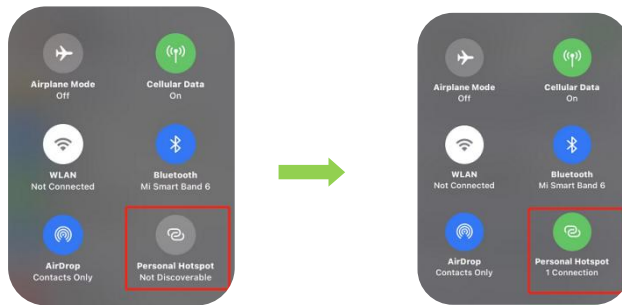 Airplane Mode
Off
Cellular Data
On
WLAN
Not Connected
Bluetooth
Mi Smart Band 6
AirDrop
Contacts Only
Personal Hotspot
Not Discoverable
Airplane Mode
Off
Cellular Data
On
WLAN
Not Connected
Bluetooth
Mi Smart Band 6
AirDrop
Contacts Only
Personal Hotspot
1 Connection